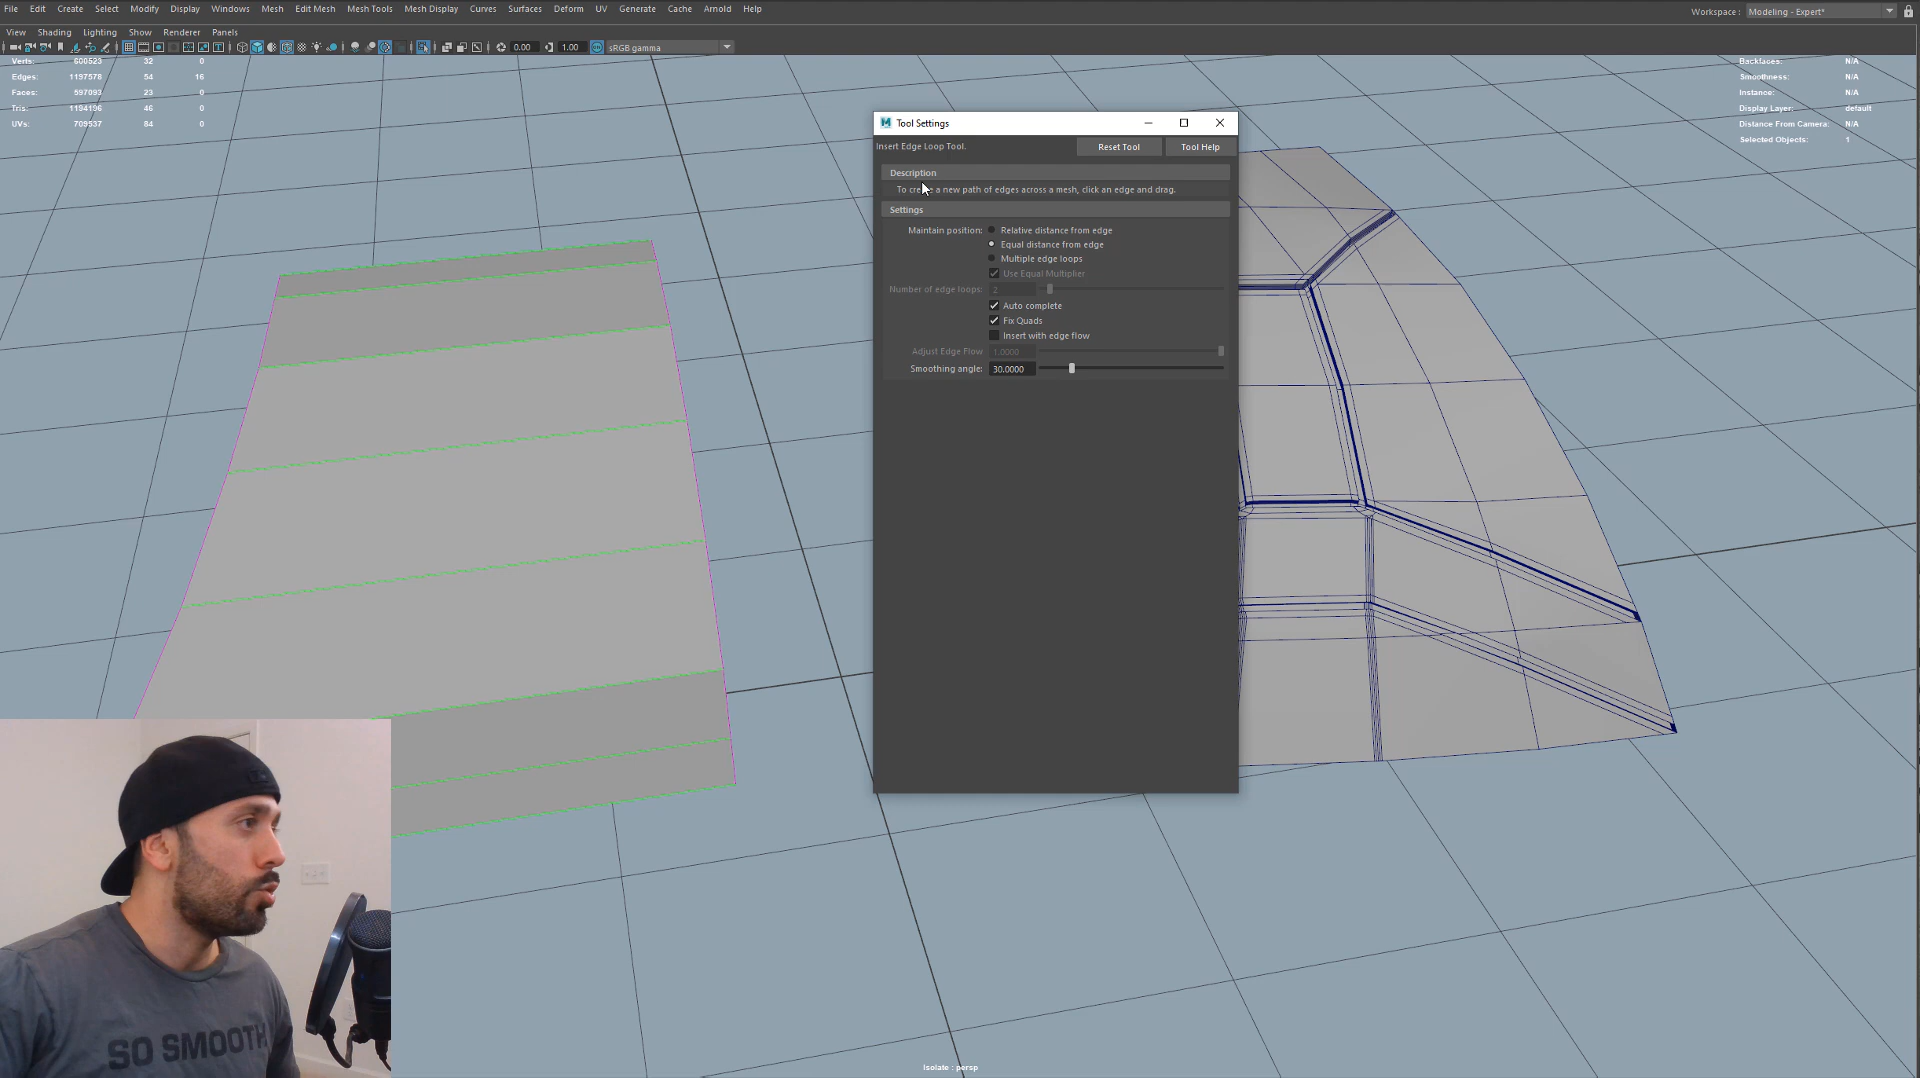 File Edit Create Select Modify Display Windows Mesh Edit Mesh Mesh Tools Mesh Display Curves Surfaces Deform UV Generate Cache Arnold Help
Workspace : Modeling - Expert*
View Shading Lighting Show Renderer Panels
0.00 1.00 sRGB gamma
Verts: 600523 32 0
Edges: 1197578 54 16
Faces: 597093 23 0
Tris: 1194196 46 0
UVs: 709537 84 0
Backfaces: N/A
Smoothness: N/A
Instance: N/A
Display Layer: default
Distance From Camera: N/A
Selected Objects: 1
Tool Settings
Insert Edge Loop Tool.
Reset Tool
Tool Help
Description
To a new path of edges across a mesh, click an edge and drag.
Settings
Maintain position: Relative distance from edge
Equal distance from edge
Multiple edge loops
Use Equal Multiplier
Number of edge loops: 2
Auto complete
Fix Quads
Insert with edge flow
Adjust Edge Flow 1.0000
Smoothing angle: 30.0000
SO SMOOTH
Isolate : persp